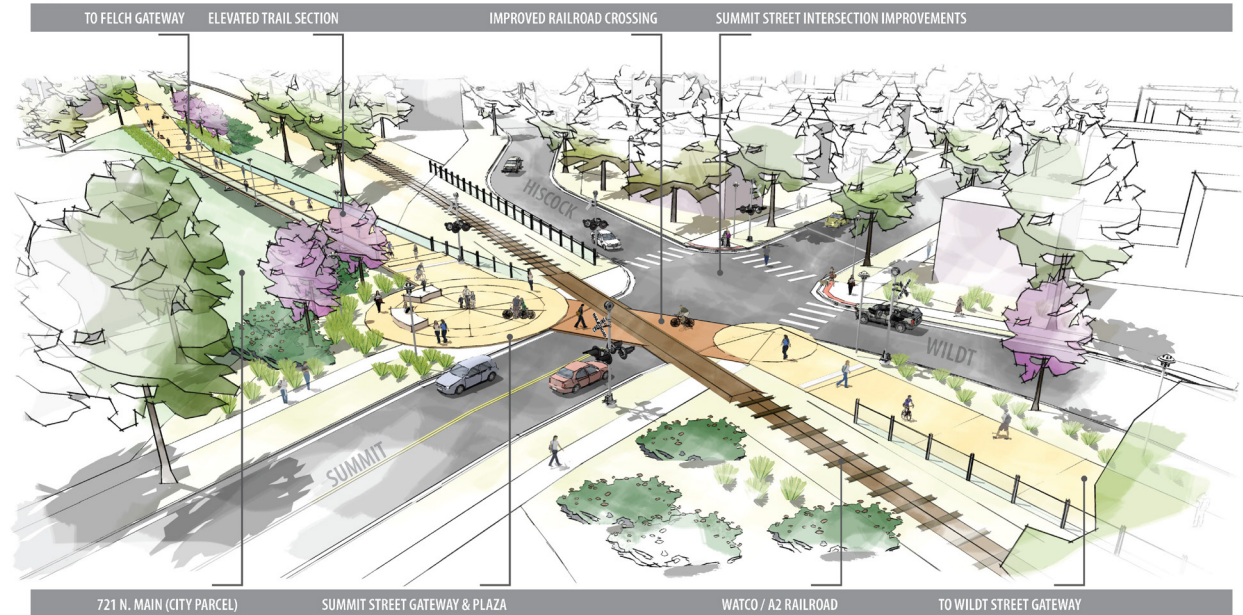 TO FELCH GATEWAY
ELEVATED TRAIL SECTION
IMPROVED RAILROAD CROSSING
SUMMIT STREET INTERSECTION IMPROVEMENTS
HISCOCK
WILDT
SUMMIT
721 N. MAIN (CITY PARCEL)
SUMMIT STREET GATEWAY & PLAZA
WATCO / A2 RAILROAD
TO WILDT STREET GATEWAY